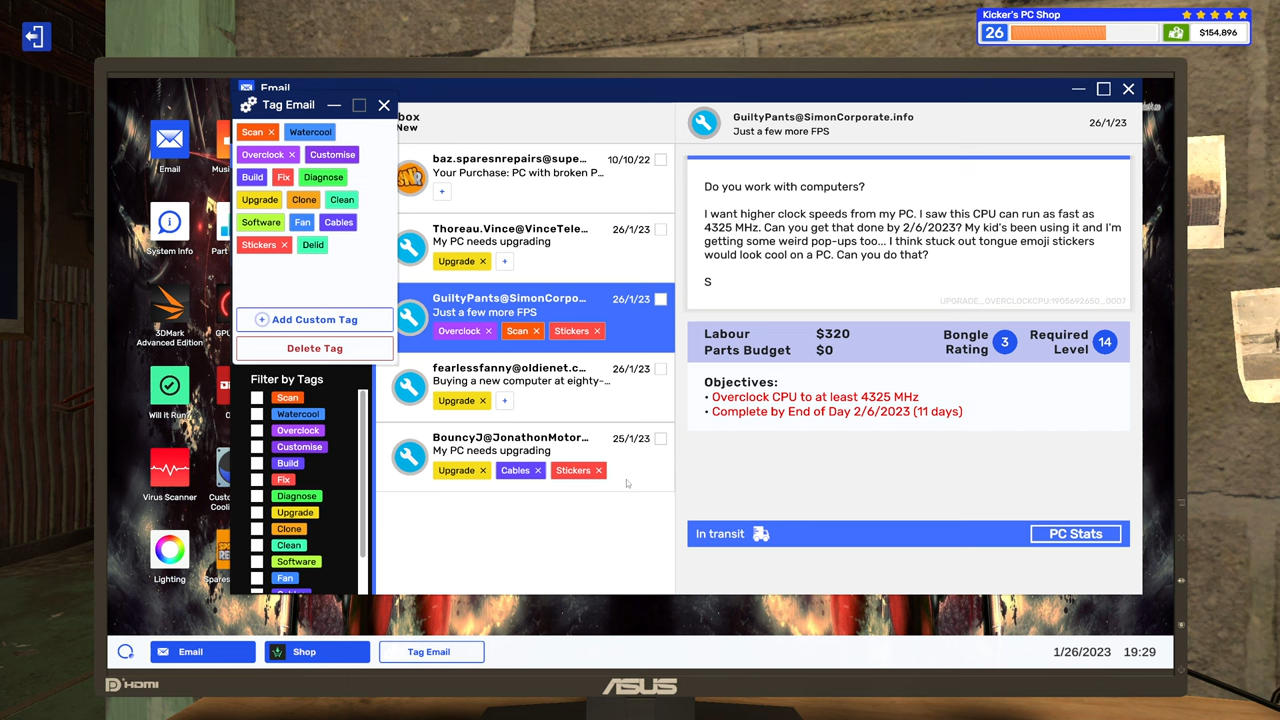 Kicker's PC Shop
26
$154,896
Email
Tag Email
Scan ×
Watercool
Overclock ×
Customise
Build
Fix
Diagnose
Upgrade
Clone
Clean
Software
Fan
Cables
Stickers ×
Delid
+ Add Custom Tag
Delete Tag
Filter by Tags
Scan
Watercool
Overclock
Customise
Build
Fix
Diagnose
Upgrade
Clone
Clean
Software
Fan
Email
System Info
3DMark
Advanced Edition
Will It Run
Virus Scanner
Lighting
box
New
baz.sparesnrepairs@supe...
10/10/22
Your Purchase: PC with broken P...
+
Thoreau.Vince@VinceTele...
26/1/23
My PC needs upgrading
Upgrade ×
+
GuiltyPants@SimonCorpo...
26/1/23
Just a few more FPS
Overclock ×
Scan ×
Stickers ×
fearlessfanny@oldienet.c...
26/1/23
Buying a new computer at eighty-...
Upgrade ×
+
BouncyJ@JonathonMotor...
25/1/23
My PC needs upgrading
Upgrade ×
Cables ×
Stickers ×
GuiltyPants@SimonCorporate.info
Just a few more FPS
26/1/23
Do you work with computers?
I want higher clock speeds from my PC. I saw this CPU can run as fast as
4325 MHz. Can you get that done by 2/6/2023? My kid's been using it and I'm
getting some weird pop-ups too... I think stuck out tongue emoji stickers
would look cool on a PC. Can you do that?
S
UPGRADE_OVERCLOCKCPU:1905692650_0007
Labour $320
Parts Budget $0
Bongle Rating 3
Required Level 14
Objectives:
• Overclock CPU to at least 4325 MHz
• Complete by End of Day 2/6/2023 (11 days)
In transit
PC Stats
Email
Shop
Tag Email
1/26/2023 19:29
HDMI
ASUS